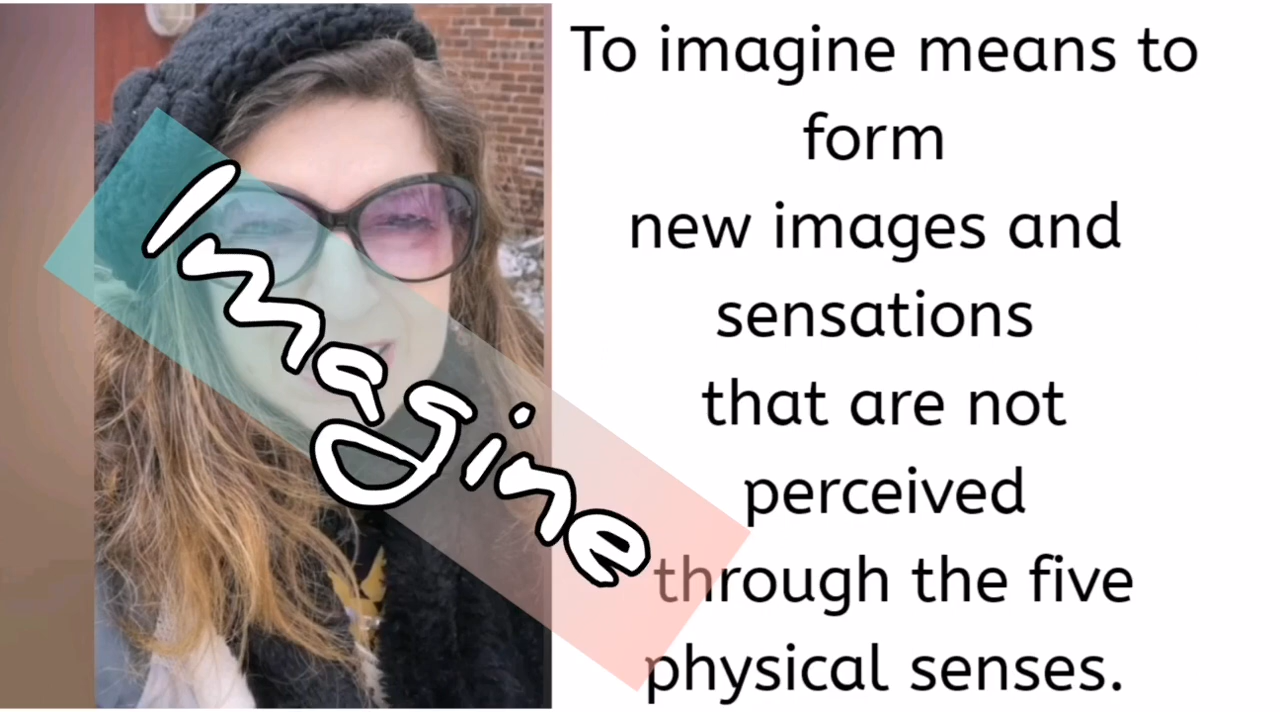 Imagine
To imagine means to
form
new images and
sensations
that are not
perceived
through the five
physical senses.